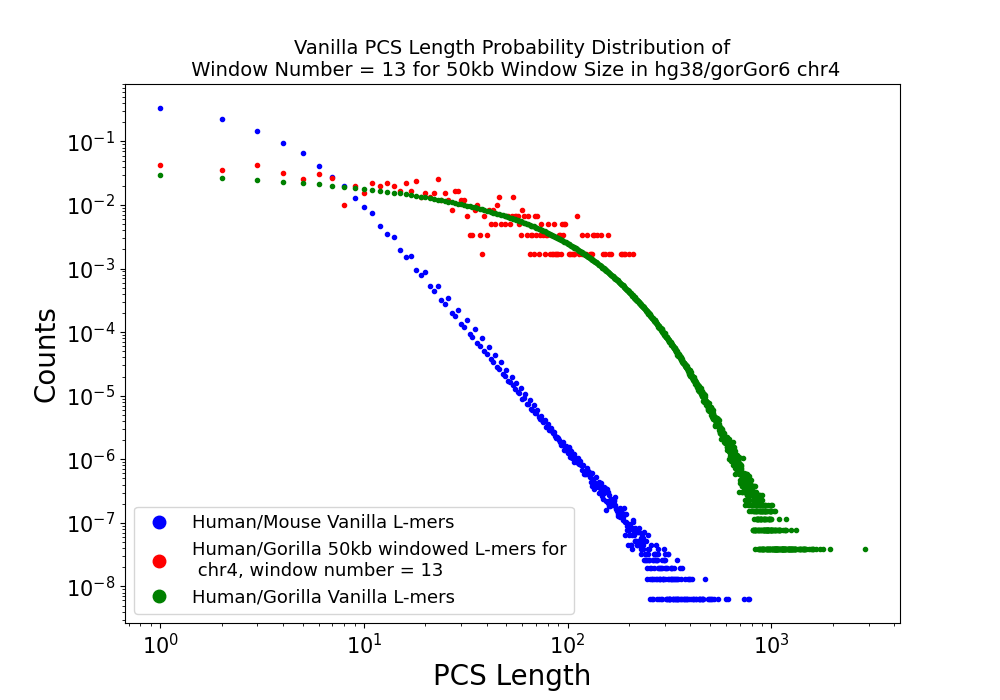 Vanilla PCS Length Probability Distribution of
Window Number = 13 for 50kb Window Size in hg38/gorGor6 chr4
Counts
10⁻¹
10⁻²
10⁻³
10⁻⁴
10⁻⁵
10⁻⁶
10⁻⁷
10⁻⁸
Human/Mouse Vanilla L-mers
Human/Gorilla 50kb windowed L-mers for
chr4, window number = 13
Human/Gorilla Vanilla L-mers
10⁰ 10¹ 10² 10³
PCS Length